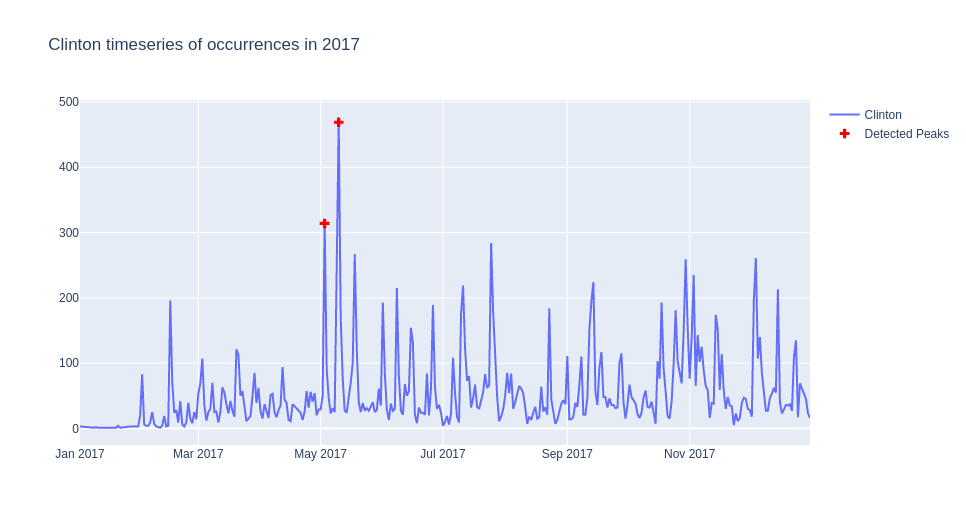 Clinton timeseries of occurrences in 2017
500
400
300
200
100
0
Jan 2017
Mar 2017
May 2017
Jul 2017
Sep 2017
Nov 2017
Clinton
Detected Peaks